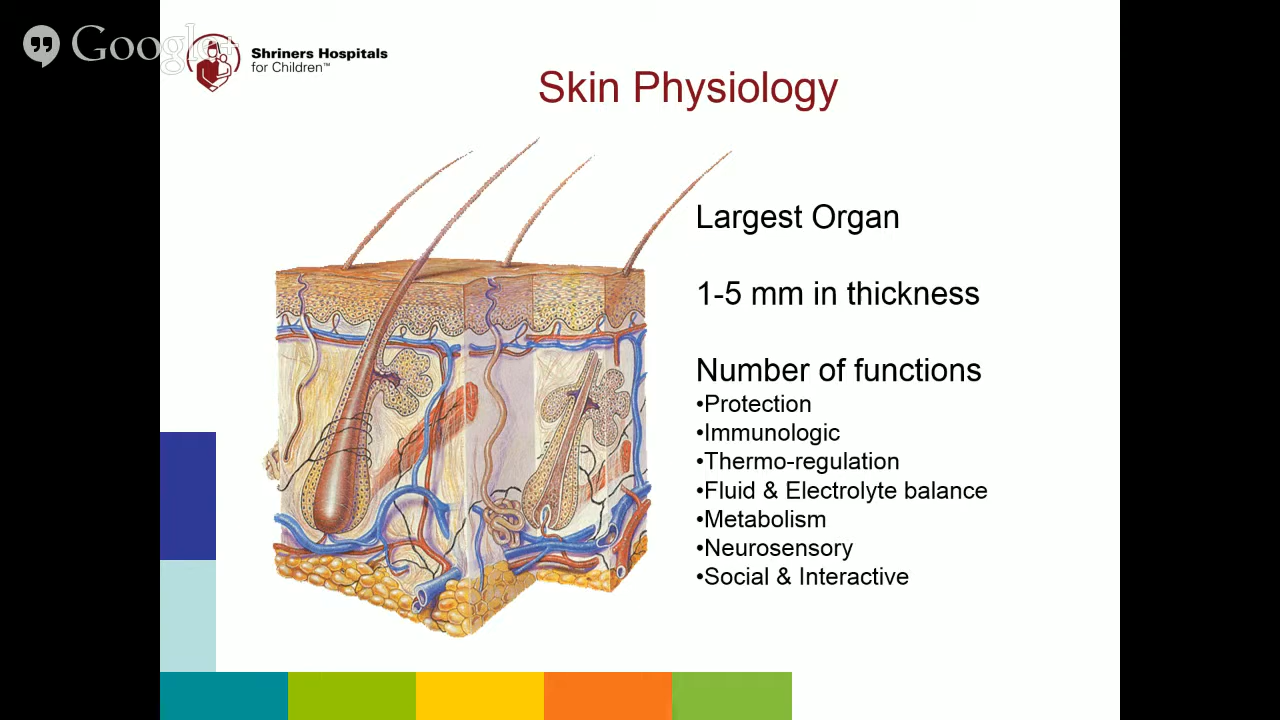 Google+
Shriners Hospitals
for Children™
Skin Physiology
Largest Organ
1-5 mm in thickness
Number of functions
•Protection
•Immunologic
•Thermo-regulation
•Fluid & Electrolyte balance
•Metabolism
•Neurosensory
•Social & Interactive